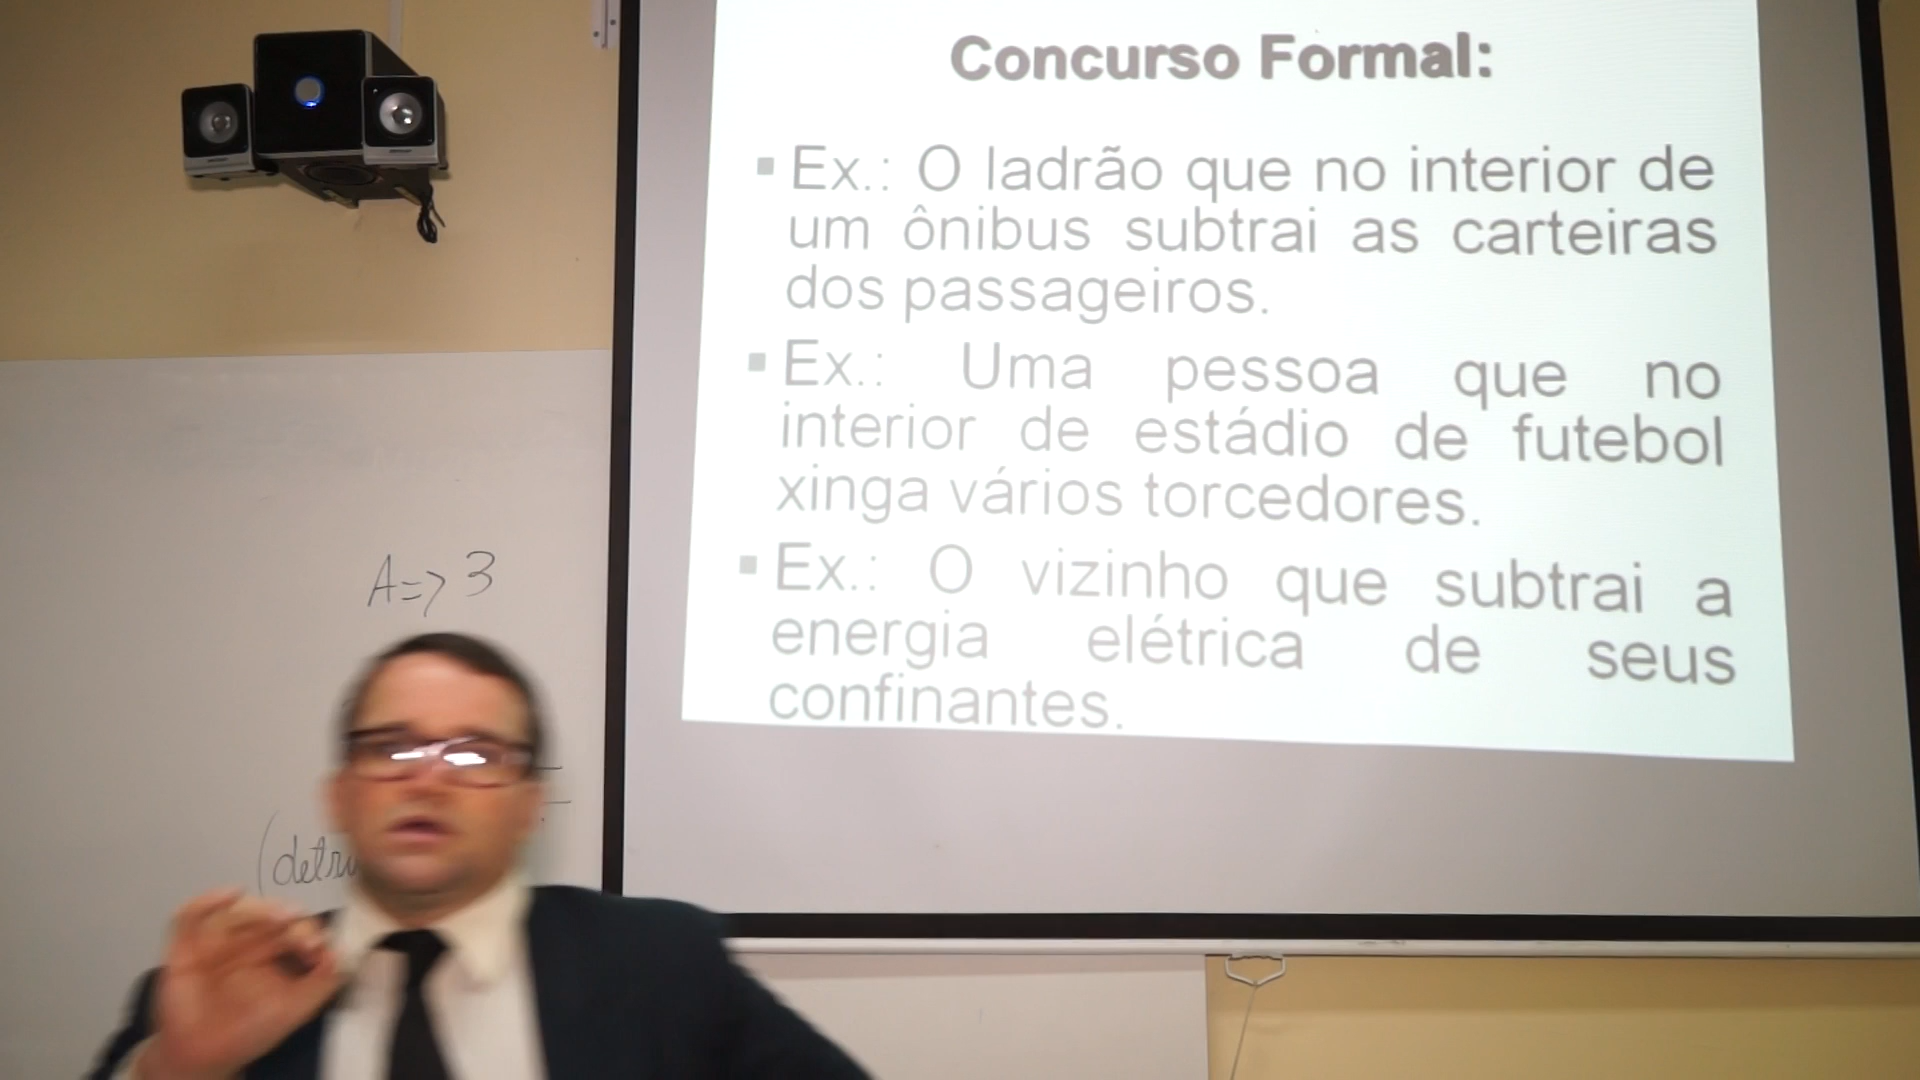 Concurso Formal:
Ex.: O ladrão que no interior de
um ônibus subtrai as carteiras
dos passageiros.
Ex.: Uma pessoa que no
interior de estádio de futebol
xinga vários torcedores.
Ex.: O vizinho que subtrai a
energia elétrica de seus
confinantes.
A=> 3